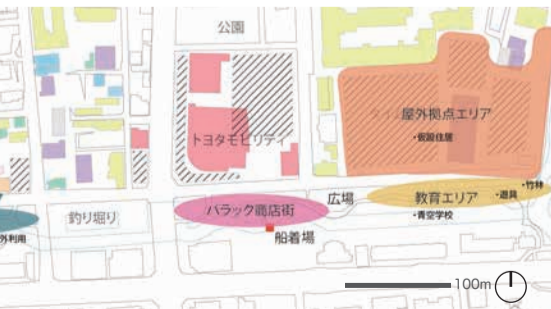 公園
トヨタモビリティ
屋外拠点エリア
・仮設住居
釣り堀り
外利用
バラック商店街
広場
教育エリア
・青空学校
・遊具
・竹林
船着場
100m